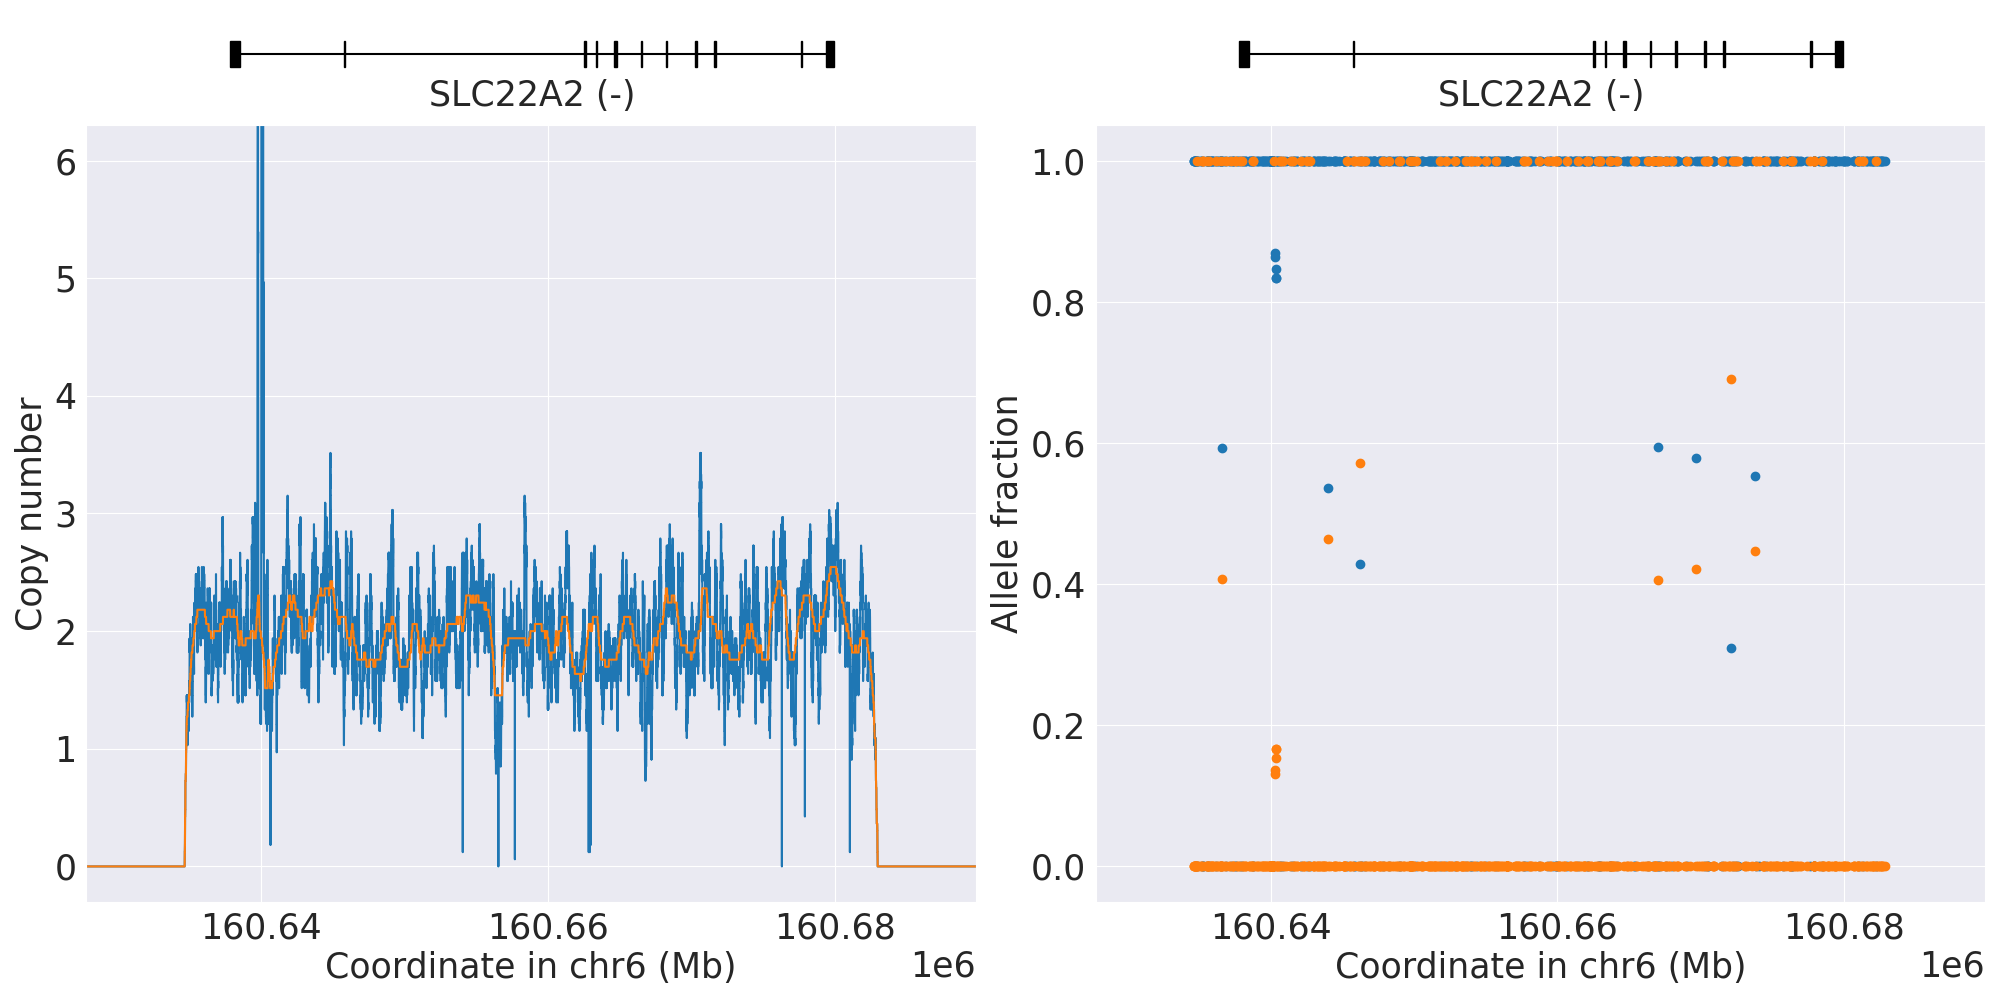 SLC22A2 (-)
SLC22A2 (-)
Copy number
6
5
4
3
2
1
0
160.64
160.66
160.68
Coordinate in chr6 (Mb)
1e6
Allele fraction
1.0
0.8
0.6
0.4
0.2
0.0
160.64
160.66
160.68
Coordinate in chr6 (Mb)
1e6